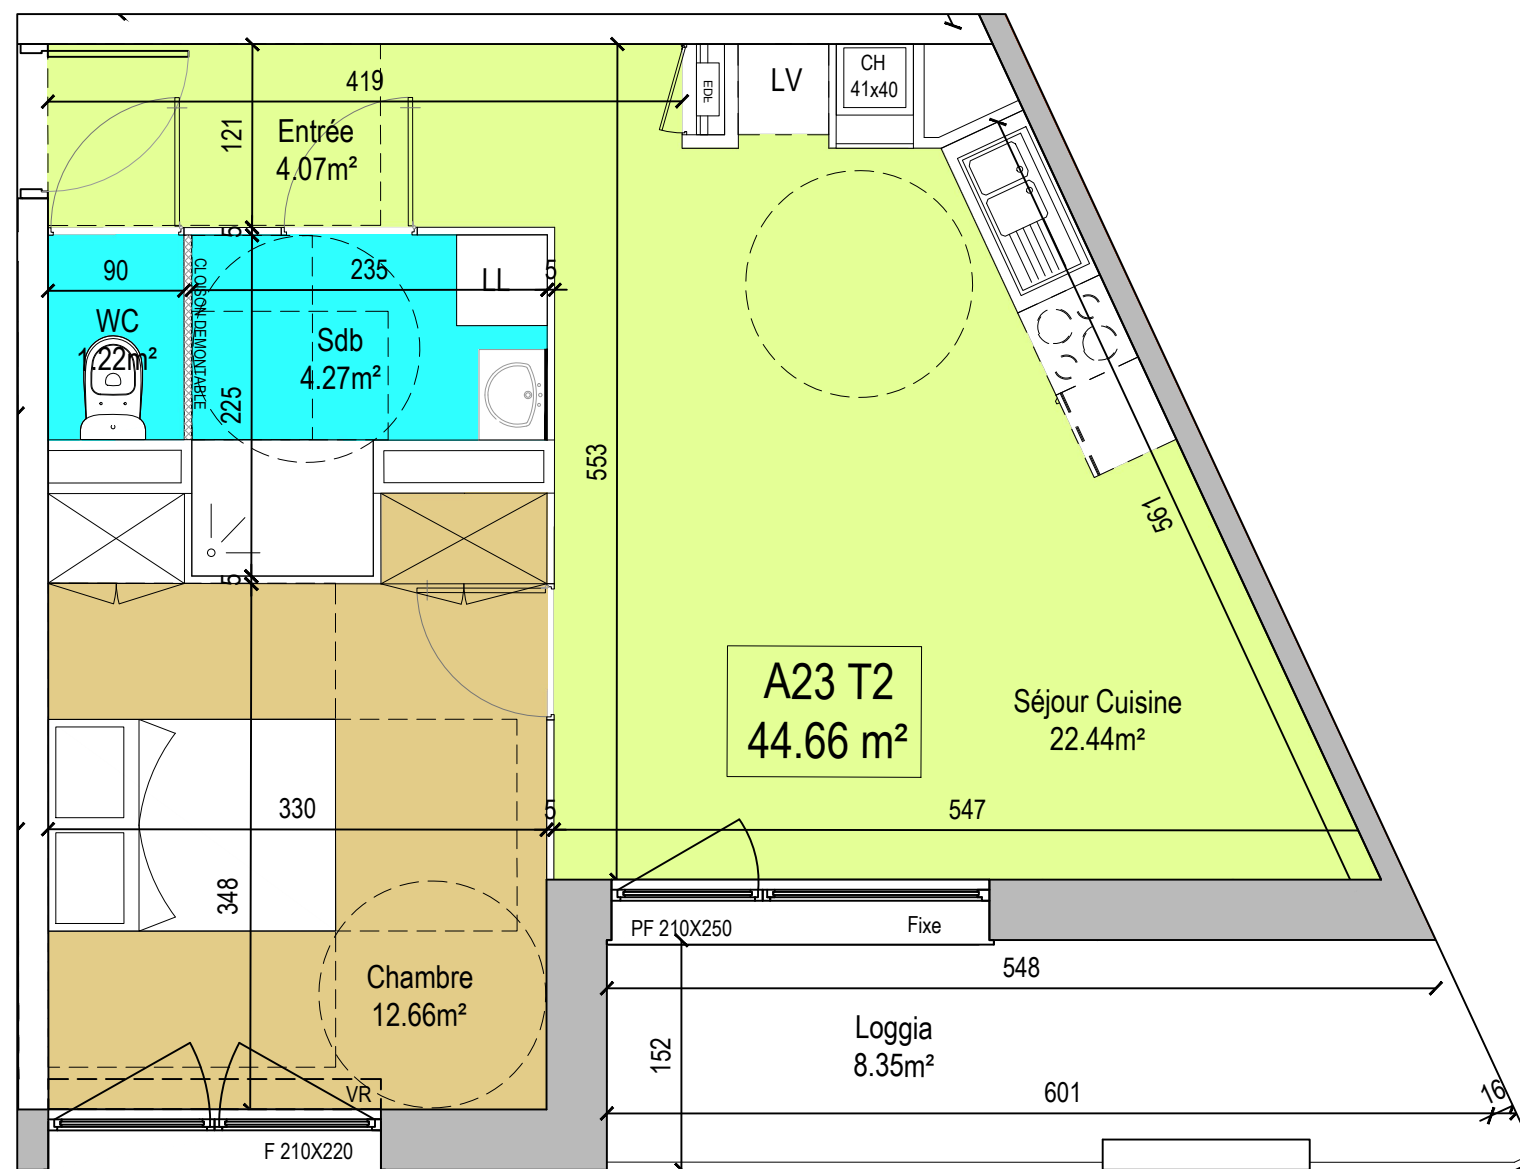 419
CH
41x40
LV
EDF
121
Entrée
4.07m²
5
90
235
LL
5
CLOISON DEMONTABLE
WC
1.22m²
Sdb
4.27m²
225
553
561
5
A23 T2
44.66 m²
Séjour Cuisine
22.44m²
330
5
547
348
PF 210X250
Fixe
Chambre
12.66m²
548
Loggia
8.35m²
152
601
16
VR
F 210X220